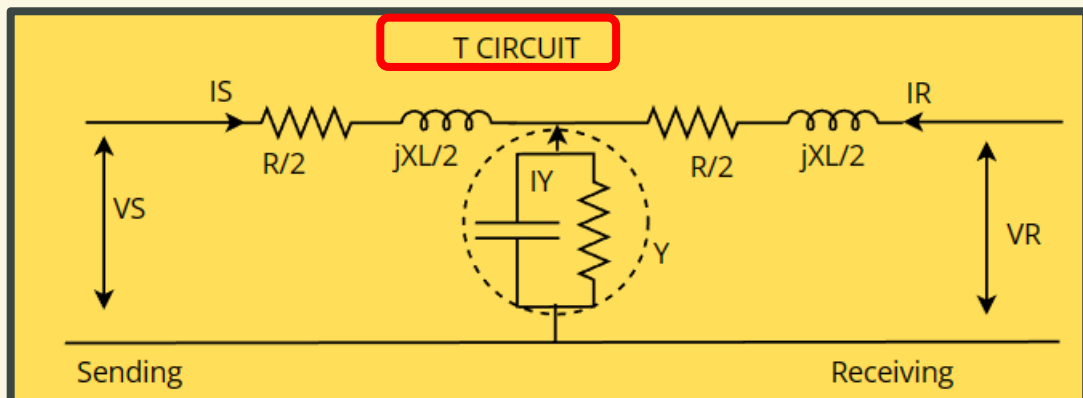 T CIRCUIT
IS
IR
R/2
jXL/2
R/2
jXL/2
IY
VS
Y
VR
Sending
Receiving